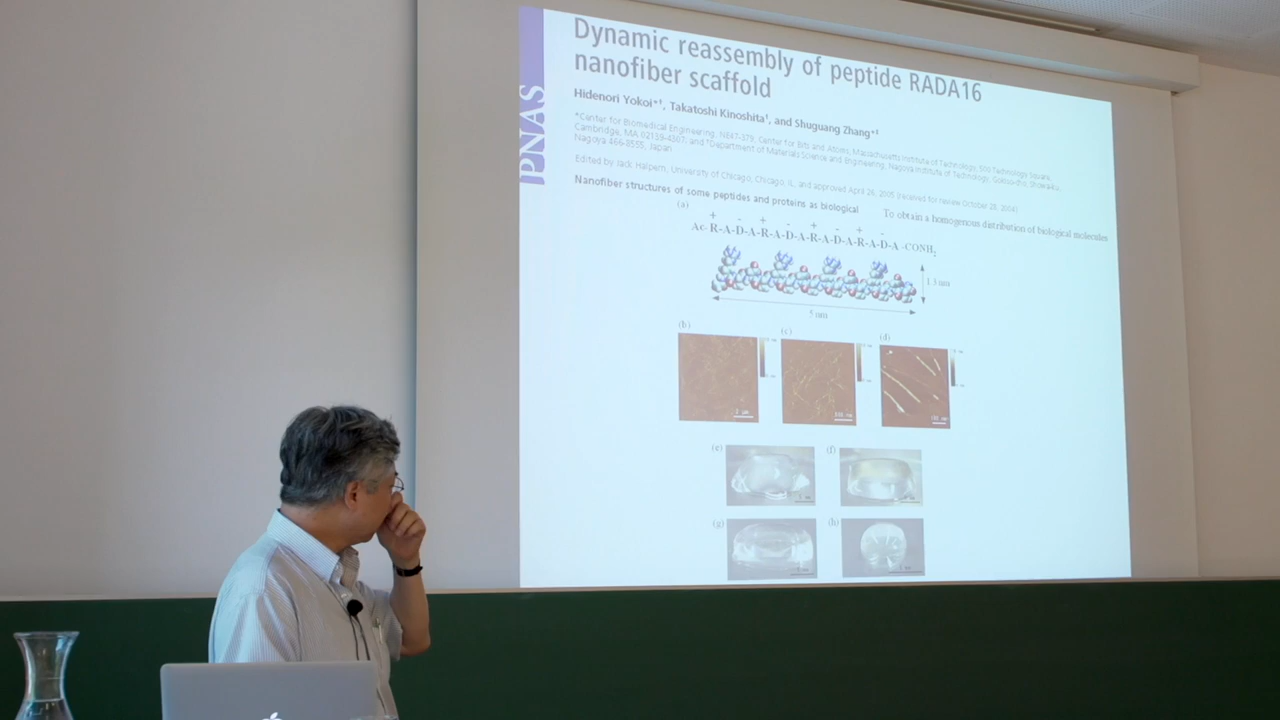 Dynamic reassembly of peptide RADA16
nanofiber scaffold
PNAS
Hidenori Yokoi*†, Takatoshi Kinoshita†, and Shuguang Zhang*‡
*Center for Biomedical Engineering, NE47-379, Center for Bits and Atoms, Massachusetts Institute of Technology, 500 Technology Square,
Cambridge, MA 02139-4307; and †Department of Materials Science and Engineering, Nagoya Institute of Technology, Gokiso-cho, Showa-ku,
Nagoya 466-8555, Japan
Edited by Jack Halpern, University of Chicago, Chicago, IL, and approved April 26, 2005 (received for review October 28, 2004)
Nanofiber structures of some peptides and proteins as biological
To obtain a homogenous distribution of biological molecules
(a)
+ - + - + - + -
Ac-R-A-D-A-R-A-D-A-R-A-D-A-R-A-D-A-CONH2
1.3 nm
5 nm
(b) (c) (d)
(e) (f)
(g) (h)